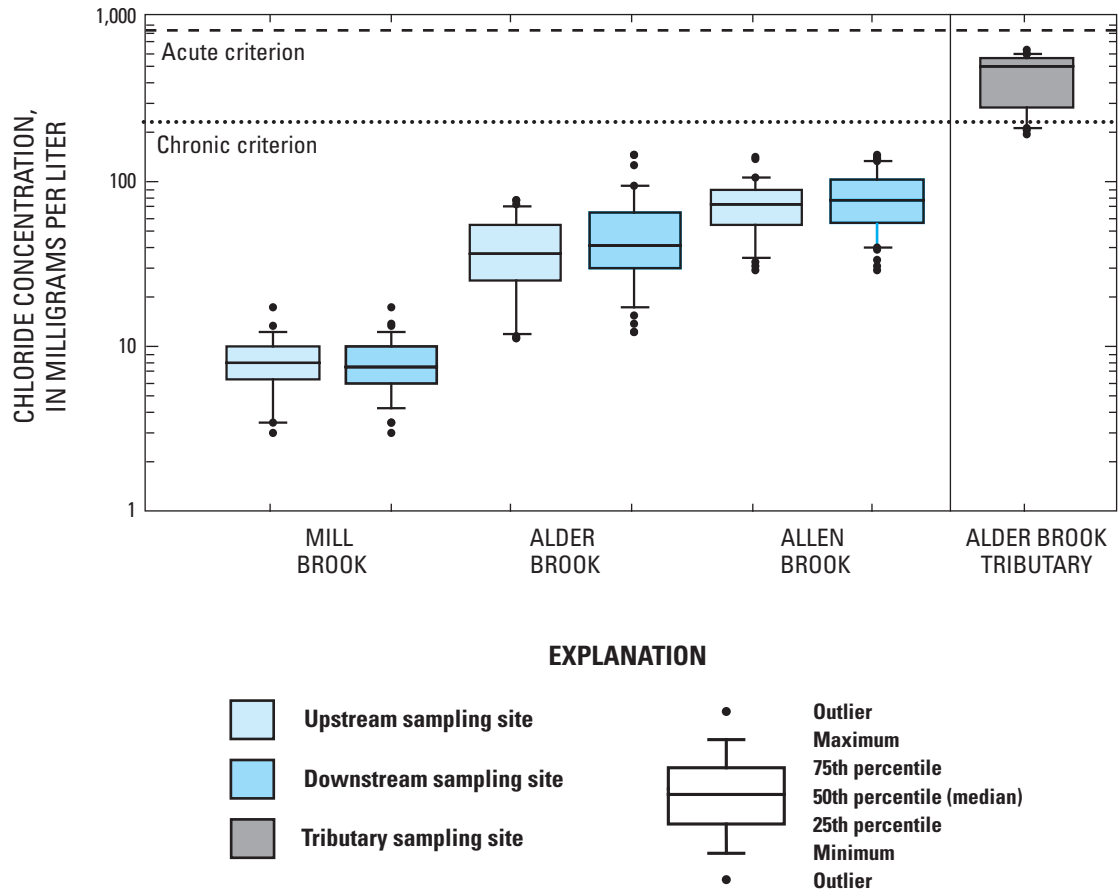 CHLORIDE CONCENTRATION,
IN MILLIGRAMS PER LITER
1,000
100
10
1
Acute criterion
Chronic criterion
MILL
BROOK
ALDER
BROOK
ALLEN
BROOK
ALDER BROOK
TRIBUTARY
EXPLANATION
Upstream sampling site
Downstream sampling site
Tributary sampling site
Outlier
Maximum
75th percentile
50th percentile (median)
25th percentile
Minimum
Outlier